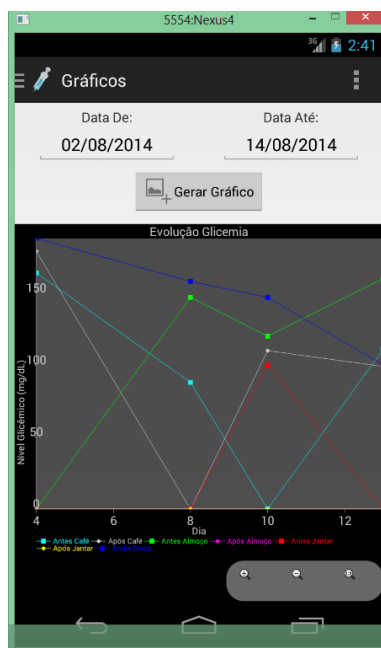 5554:Nexus4
3G 2:41
Gráficos
Data De: Data Até:
02/08/2014 14/08/2014
Gerar Gráfico
Evolução Glicemia
Nível Glicêmico (mg/dL)
150
100
50
0
4 6 8 10 12
Dia
Antes Café Após Café Antes Almoço Após Almoço Antes Jantar
Após Jantar Antes Deitar